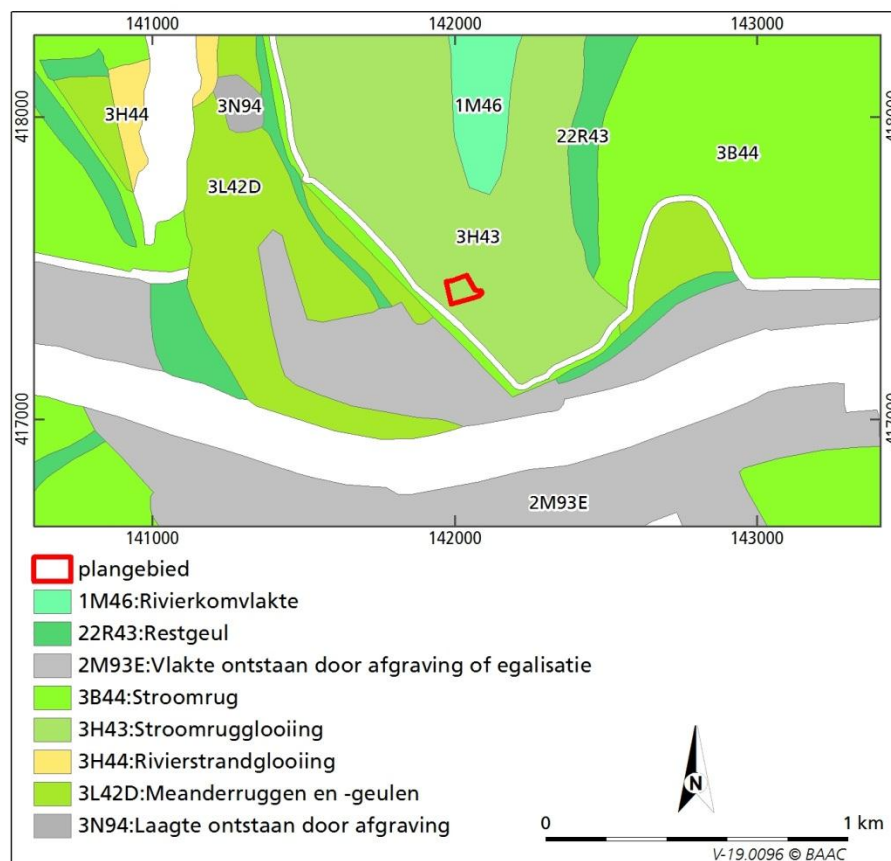 141000 142000 143000
418000 418000
417000 417000
3H44
3N94
1M46
22R43
3B44
3L42D
3H43
2M93E
141000 142000 143000
plangebied
1M46:Rivierkomvlakte
22R43:Restgeul
2M93E:Vlakte ontstaan door afgraving of egalisatie
3B44:Stroomrug
3H43:Stroomrugglooiing
3H44:Rivierstrandglooiing
3L42D:Meanderruggen en -geulen
3N94:Laagte ontstaan door afgraving
N
0 1 km
V-19.0096 © BAAC